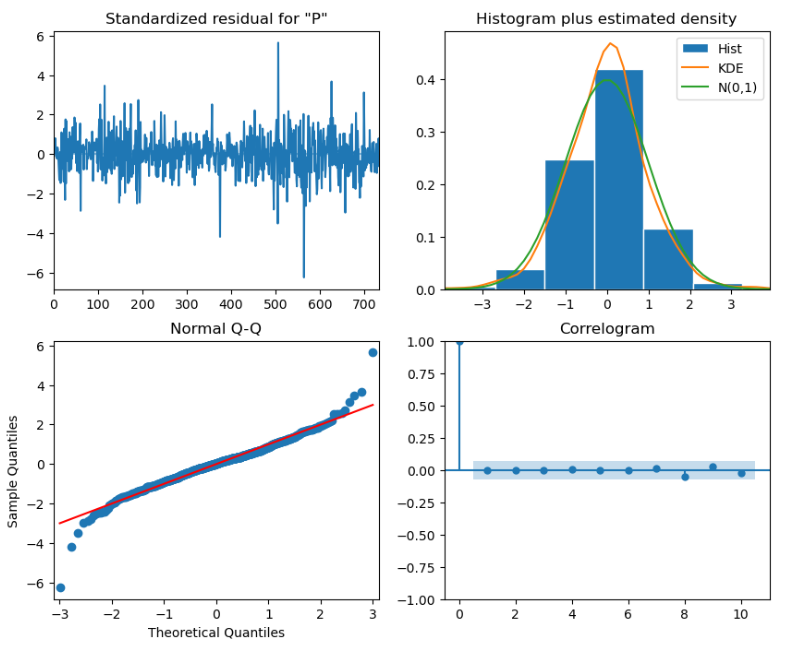 Standardized residual for "P"
6
4
2
0
−2
−4
−6
0 100 200 300 400 500 600 700
Histogram plus estimated density
Hist
KDE
N(0,1)
0.4
0.3
0.2
0.1
0.0
−3 −2 −1 0 1 2 3
Normal Q-Q
Sample Quantiles
6
4
2
0
−2
−4
−6
−3 −2 −1 0 1 2 3
Theoretical Quantiles
Correlogram
1.00
0.75
0.50
0.25
0.00
−0.25
−0.50
−0.75
−1.00
0 2 4 6 8 10